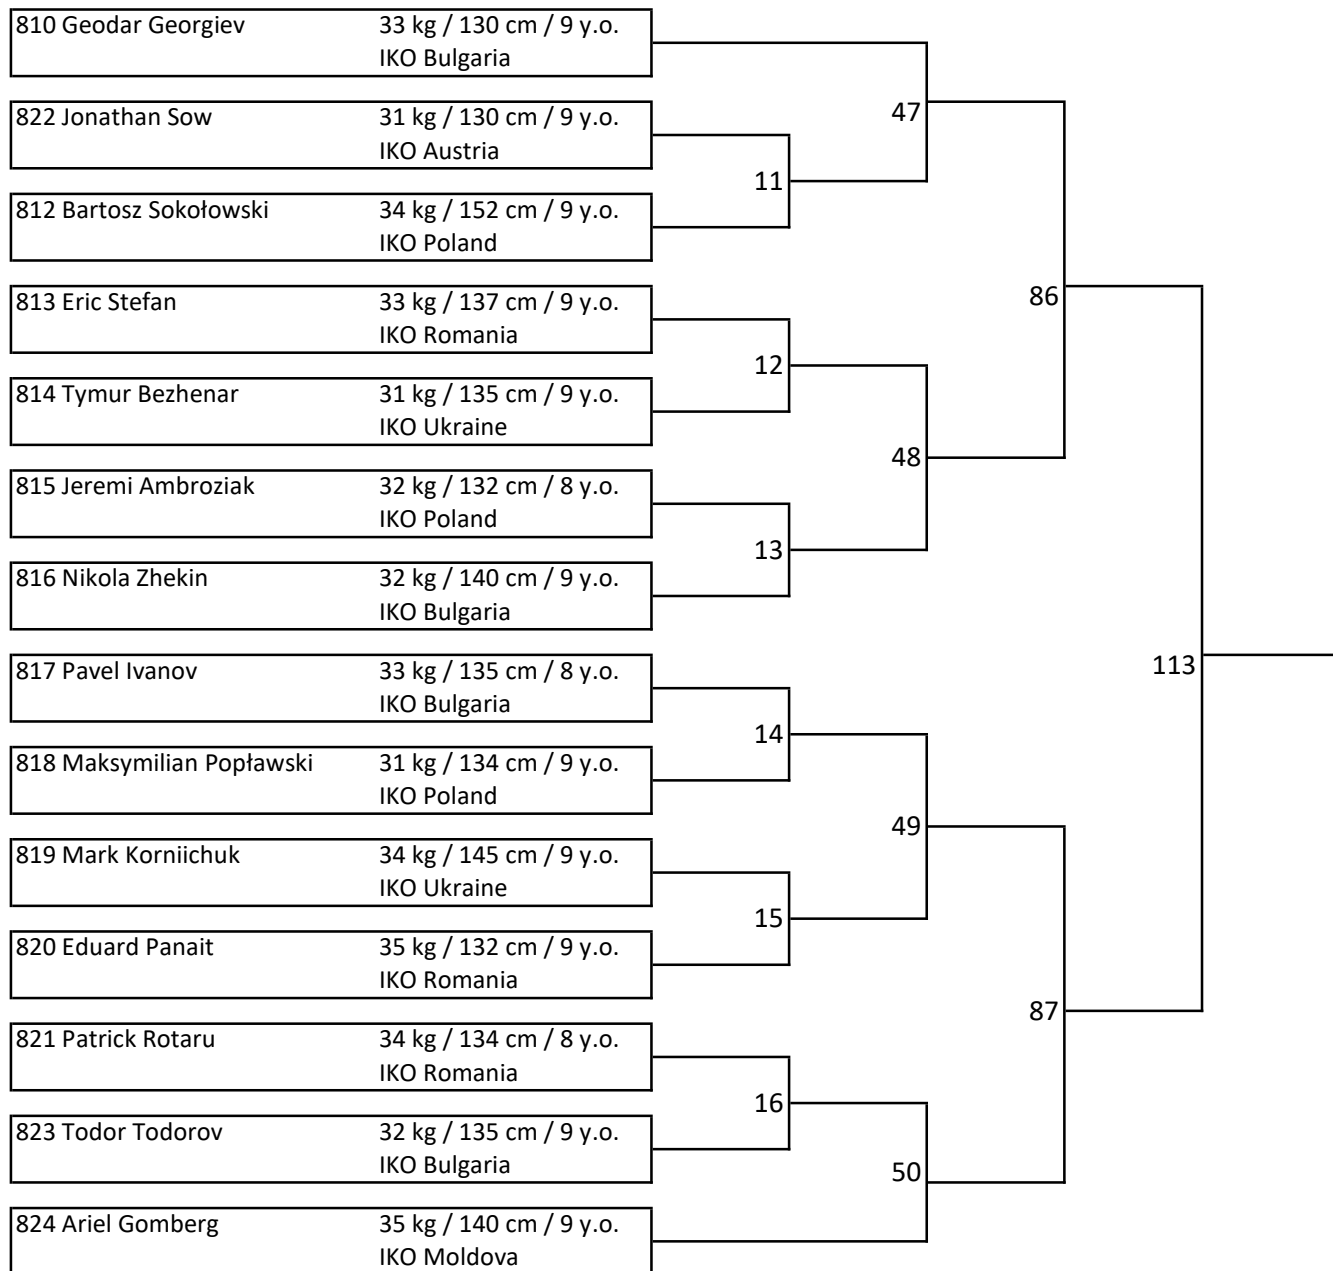 810 Geodar Georgiev 33 kg / 130 cm / 9 y.o.
IKO Bulgaria
47
822 Jonathan Sow 31 kg / 130 cm / 9 y.o.
IKO Austria
11
812 Bartosz Sokołowski 34 kg / 152 cm / 9 y.o.
IKO Poland
813 Eric Stefan 33 kg / 137 cm / 9 y.o.
86
IKO Romania
12
814 Tymur Bezhenar 31 kg / 135 cm / 9 y.o.
IKO Ukraine
48
815 Jeremi Ambroziak 32 kg / 132 cm / 8 y.o.
IKO Poland
13
816 Nikola Zhekin 32 kg / 140 cm / 9 y.o.
IKO Bulgaria
817 Pavel Ivanov 33 kg / 135 cm / 8 y.o.
113
IKO Bulgaria
14
818 Maksymilian Popławski 31 kg / 134 cm / 9 y.o.
IKO Poland
49
819 Mark Korniichuk 34 kg / 145 cm / 9 y.o.
IKO Ukraine
15
820 Eduard Panait 35 kg / 132 cm / 9 y.o.
IKO Romania
87
821 Patrick Rotaru 34 kg / 134 cm / 8 y.o.
IKO Romania
16
823 Todor Todorov 32 kg / 135 cm / 9 y.o.
IKO Bulgaria
50
824 Ariel Gomberg 35 kg / 140 cm / 9 y.o.
IKO Moldova